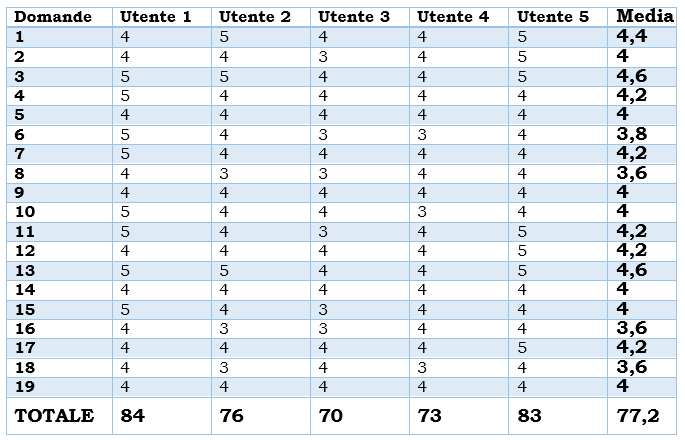 Domande Utente 1 Utente 2 Utente 3 Utente 4 Utente 5 Media
1 4 5 4 4 5 4,4
2 4 4 3 4 5 4
3 5 5 4 4 5 4,6
4 5 4 4 4 4 4,2
5 4 4 4 4 4 4
6 5 4 3 3 4 3,8
7 5 4 4 4 4 4,2
8 4 3 3 4 4 3,6
9 4 4 4 4 4 4
10 5 4 4 3 4 4
11 5 4 3 4 5 4,2
12 4 4 4 4 5 4,2
13 5 5 4 4 5 4,6
14 4 4 4 4 4 4
15 5 4 3 4 4 4
16 4 3 3 4 4 3,6
17 4 4 4 4 5 4,2
18 4 3 4 3 4 3,6
19 4 4 4 4 4 4
TOTALE 84 76 70 73 83 77,2